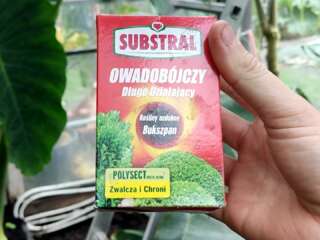 SUBSTRAL
OWADOBÓJCZY
Długo Działający
Rośliny ozdobne
Bukszpan
POLYSECT
Zwalcza i Chroni